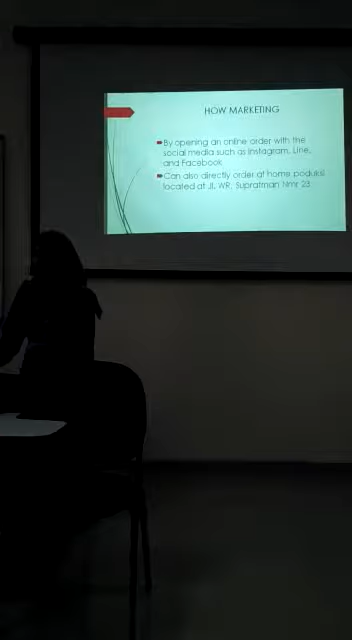 HOW MARKETING
By opening an online order with the
social media such as Instagram, Line,
and Facebook
Can also directly order at home poduksi
located at Jl. WR. Supratman Nmr 23.